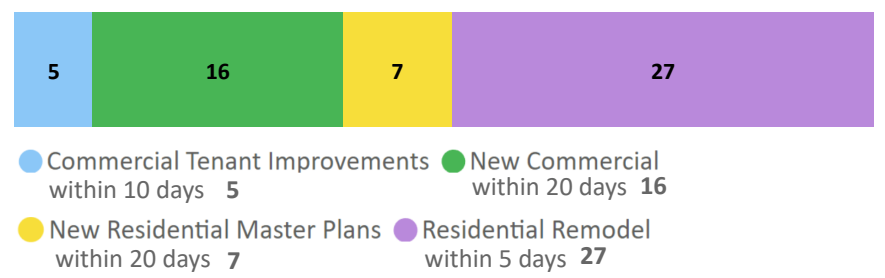 5 16 7 27
Commercial Tenant Improvements New Commercial
within 10 days 5 within 20 days 16
New Residential Master Plans Residential Remodel
within 20 days 7 within 5 days 27